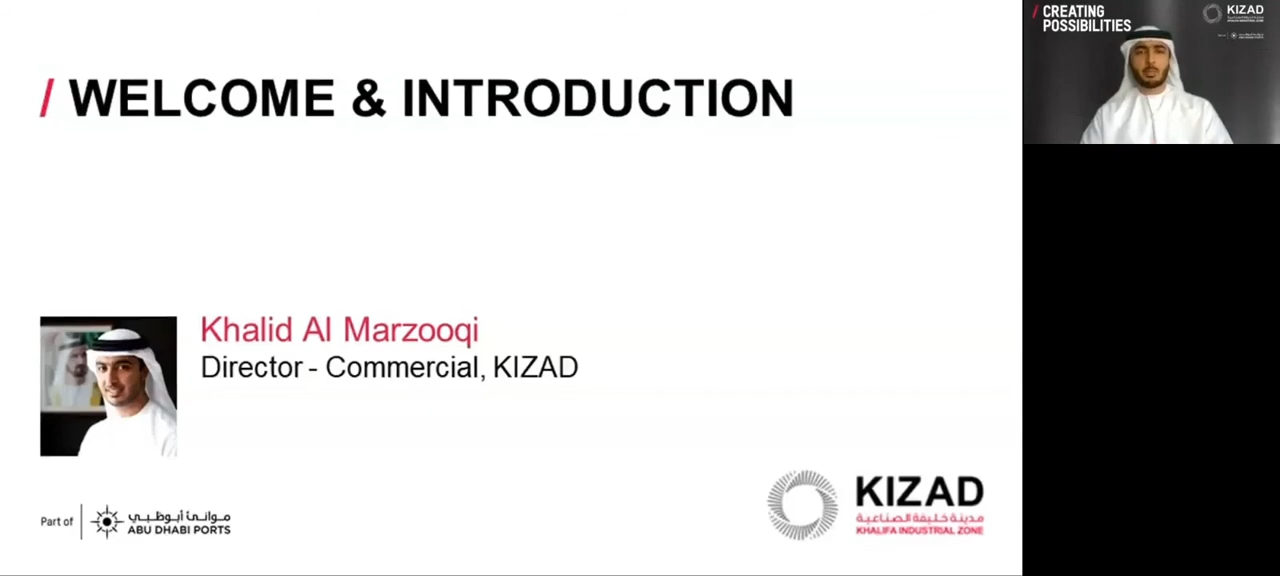 / WELCOME & INTRODUCTION
Khalid Al Marzooqi
Director - Commercial, KIZAD
Part of
موانئ أبوظبي
ABU DHABI PORTS
KIZAD
مدينة خليفة الصناعية
KHALIFA INDUSTRIAL ZONE
/ CREATING
POSSIBILITIES
KIZAD